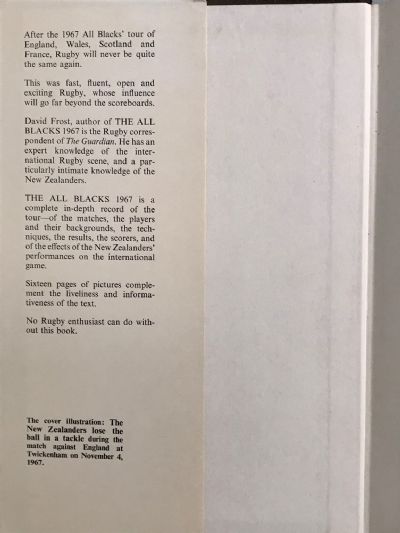 After the 1967 All Blacks' tour of
England, Wales, Scotland and
France, Rugby will never be quite
the same again.
This was fast, fluent, open and
exciting Rugby, whose influence
will go far beyond the scoreboards.
David Frost, author of THE ALL
BLACKS 1967 is the Rugby corres-
pondent of The Guardian. He has an
expert knowledge of the inter-
national Rugby scene, and a par-
ticularly intimate knowledge of the
New Zealanders.
THE ALL BLACKS 1967 is a
complete in-depth record of the
tour—of the matches, the players
and their backgrounds, the tech-
niques, the results, the scorers, and
of the effects of the New Zealanders'
performances on the international
game.
Sixteen pages of pictures comple-
ment the liveliness and informa-
tiveness of the text.
No Rugby enthusiast can do with-
out this book.
The cover illustration: The
New Zealanders lose the
ball in a tackle during the
match against England at
Twickenham on November 4,
1967.